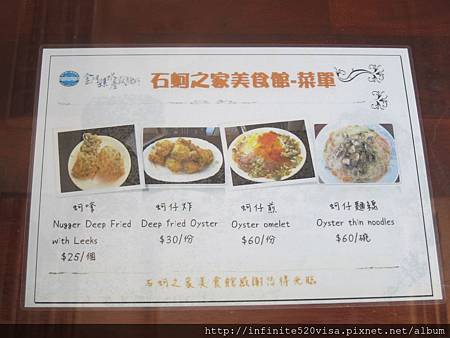 石蚵之家美食館-菜單
蚵嗲
Nugger Deep Fried
with Leeks
$25/個
蚵仔炸
Deep fried Oyster
$30/份
蚵仔煎
Oyster omelet
$60/份
蚵仔麵線
Oyster thin noodles
$60/碗
石蚵之家美食館感謝您得光臨
http://infinite520visa.pixnet.net/album